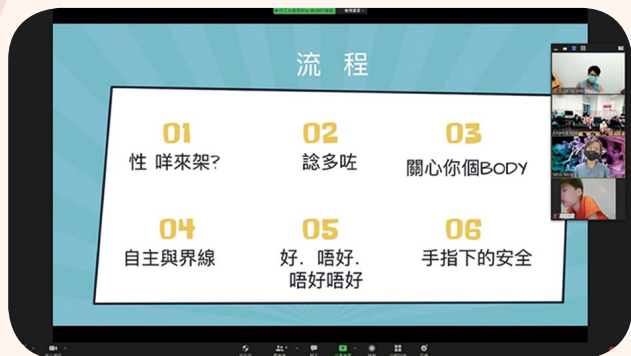 流 程
01
性 咩來架?
02
諗多咗
03
關心你個BODY
04
自主與界線
05
好. 唔好.
唔好唔好
06
手指下的安全